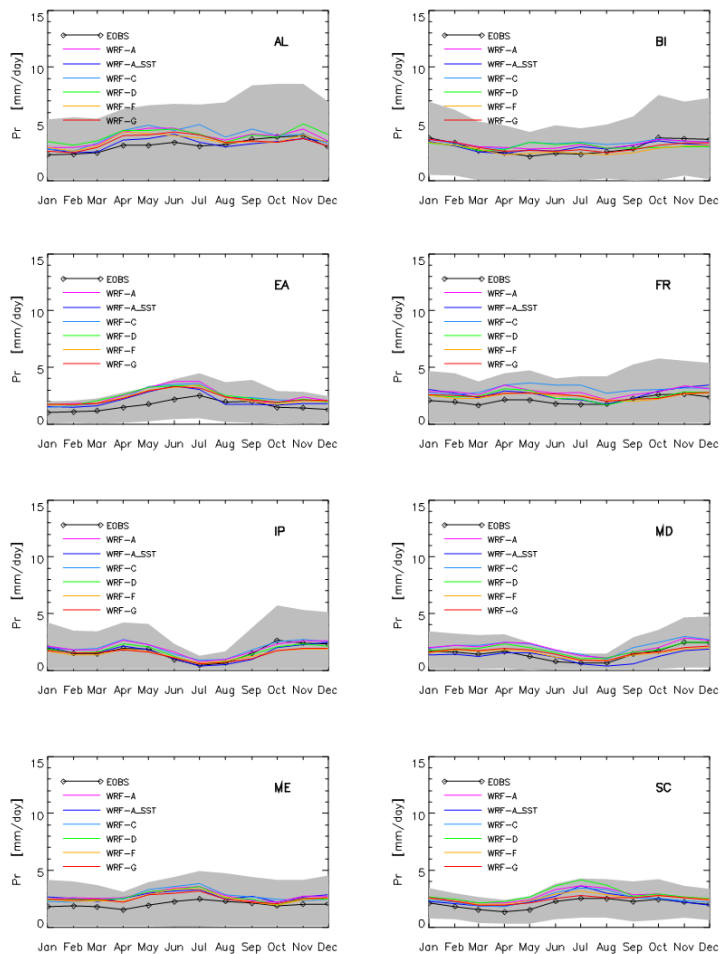 15
10
5
0
Pr [mm/day]
AL
EOBS
WRF-A
WRF-A_SST
WRF-C
WRF-D
WRF-F
WRF-G
Jan Feb Mar Apr May Jun Jul Aug Sep Oct Nov Dec
15
10
5
0
Pr [mm/day]
BI
EOBS
WRF-A
WRF-A_SST
WRF-C
WRF-D
WRF-F
WRF-G
Jan Feb Mar Apr May Jun Jul Aug Sep Oct Nov Dec
15
10
5
0
Pr [mm/day]
EA
EOBS
WRF-A
WRF-A_SST
WRF-C
WRF-D
WRF-F
WRF-G
Jan Feb Mar Apr May Jun Jul Aug Sep Oct Nov Dec
15
10
5
0
Pr [mm/day]
FR
EOBS
WRF-A
WRF-A_SST
WRF-C
WRF-D
WRF-F
WRF-G
Jan Feb Mar Apr May Jun Jul Aug Sep Oct Nov Dec
15
10
5
0
Pr [mm/day]
IP
EOBS
WRF-A
WRF-A_SST
WRF-C
WRF-D
WRF-F
WRF-G
Jan Feb Mar Apr May Jun Jul Aug Sep Oct Nov Dec
15
10
5
0
Pr [mm/day]
MD
EOBS
WRF-A
WRF-A_SST
WRF-C
WRF-D
WRF-F
WRF-G
Jan Feb Mar Apr May Jun Jul Aug Sep Oct Nov Dec
15
10
5
0
Pr [mm/day]
ME
EOBS
WRF-A
WRF-A_SST
WRF-C
WRF-D
WRF-F
WRF-G
Jan Feb Mar Apr May Jun Jul Aug Sep Oct Nov Dec
15
10
5
0
Pr [mm/day]
SC
EOBS
WRF-A
WRF-A_SST
WRF-C
WRF-D
WRF-F
WRF-G
Jan Feb Mar Apr May Jun Jul Aug Sep Oct Nov Dec